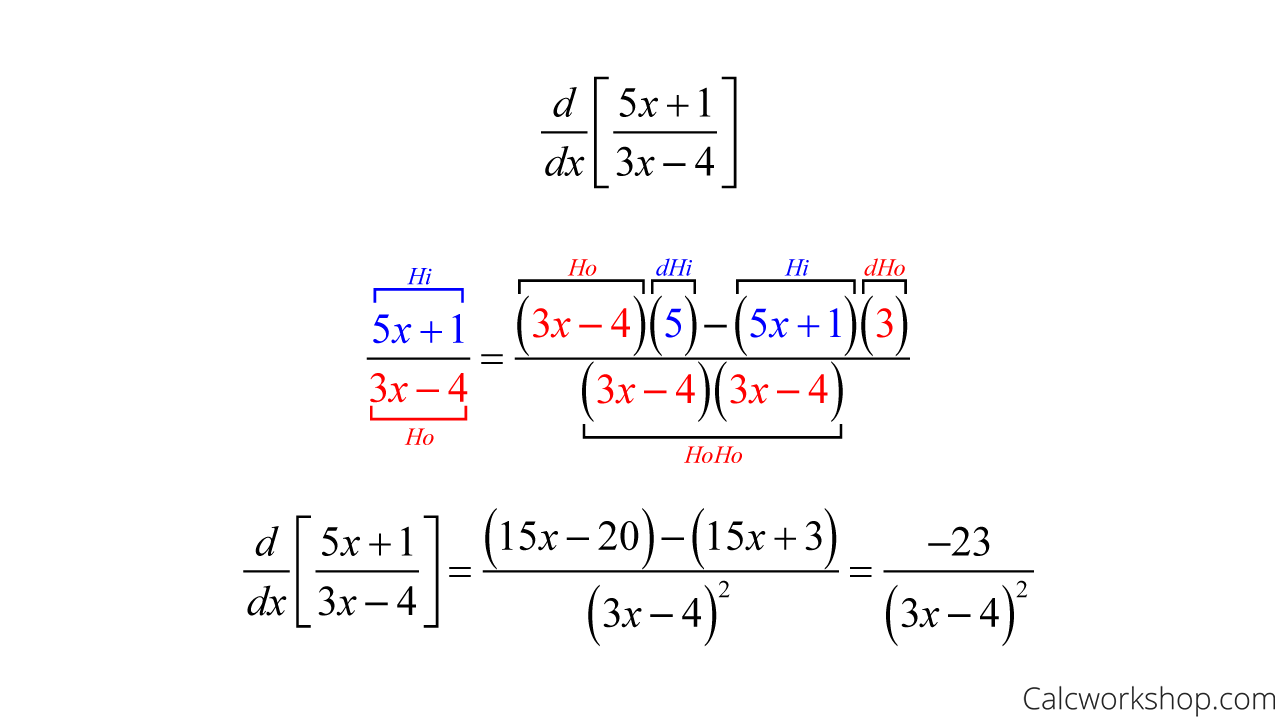 d/dx [ (5x + 1)/(3x − 4) ]
Hi Ho dHi Hi dHo
(5x + 1)/(3x − 4) = ((3x − 4)(5) − (5x + 1)(3))/((3x − 4)(3x − 4))
Ho HoHo
d/dx [ (5x + 1)/(3x − 4) ] = ((15x − 20) − (15x + 3))/(3x − 4)² = −23/(3x − 4)²
Calcworkshop.com